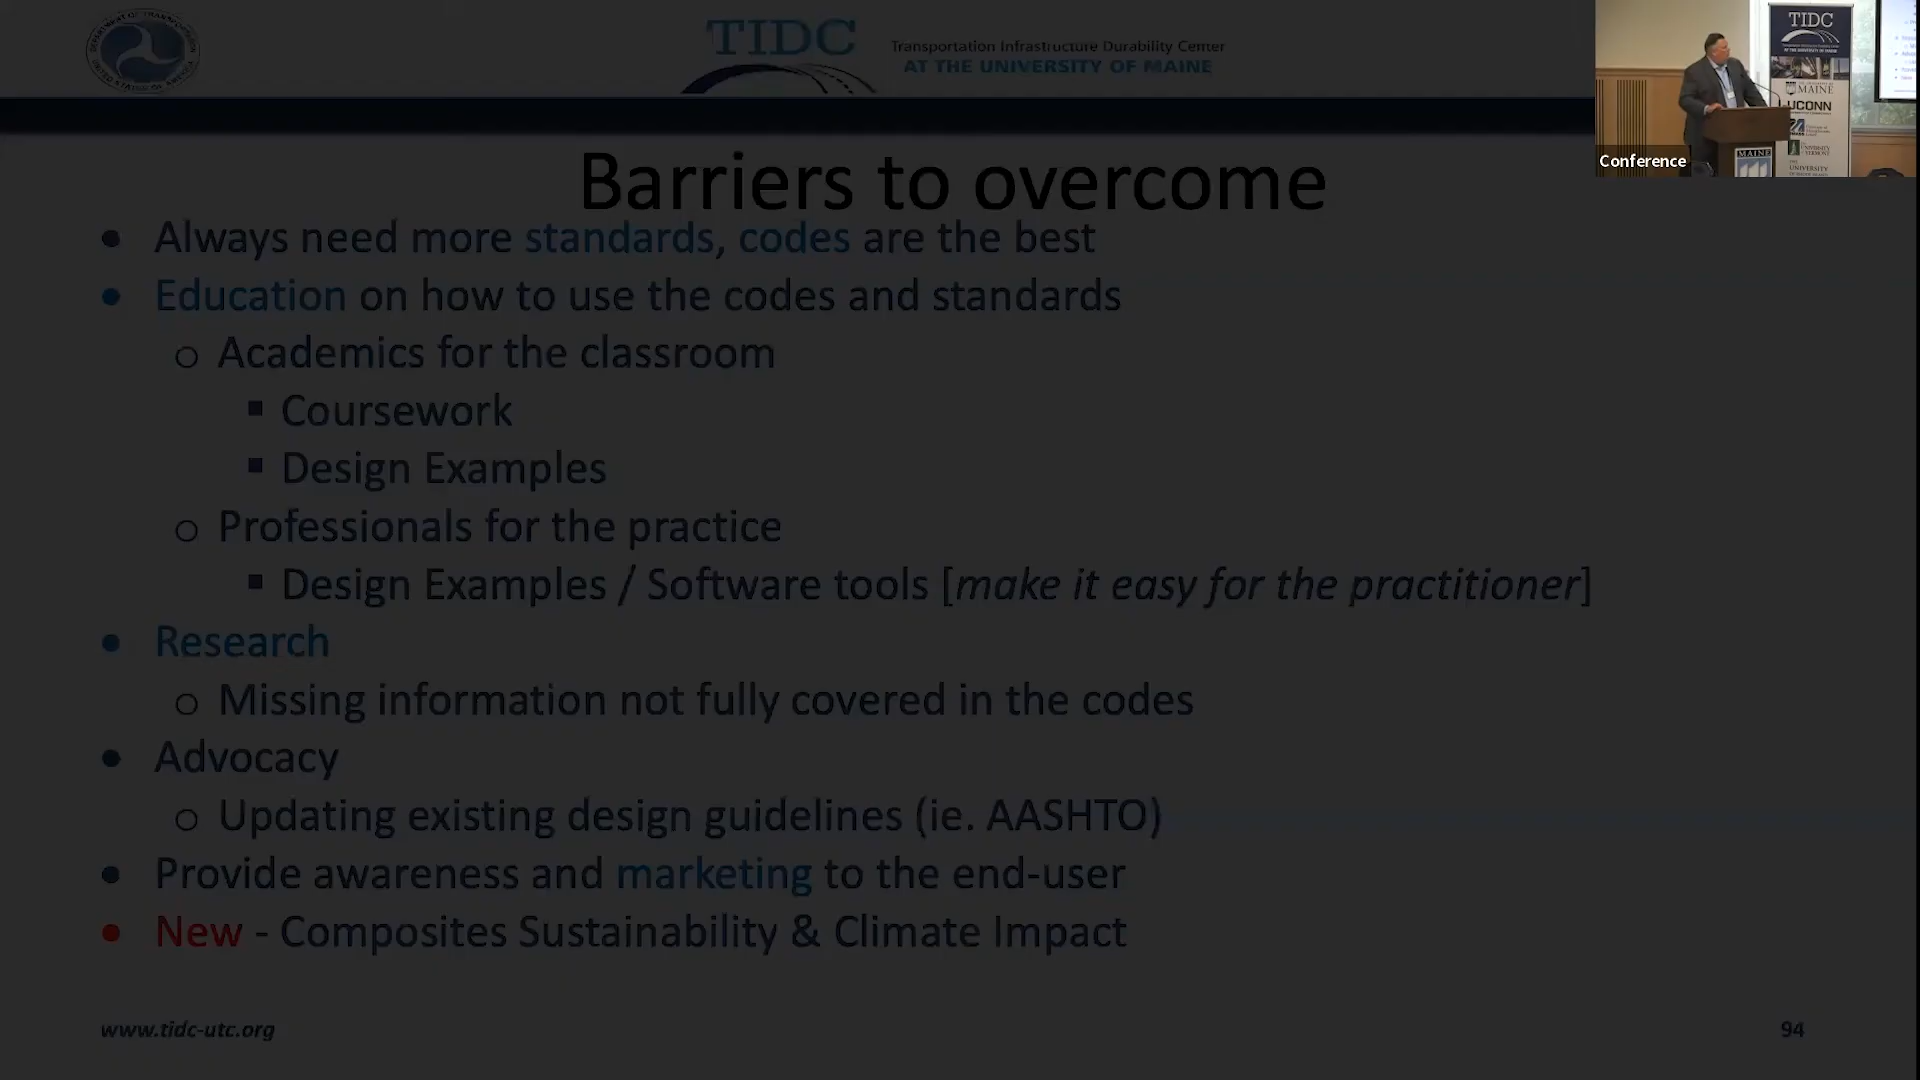 TIDC
Transportation Infrastructure Durability Center
AT THE UNIVERSITY OF MAINE
TIDC
MAINE
UCONN
Conference
MAINE
Barriers to overcome
• Always need more standards, codes are the best
• Education on how to use the codes and standards
o Academics for the classroom
▪ Coursework
▪ Design Examples
o Professionals for the practice
▪ Design Examples / Software tools [make it easy for the practitioner]
• Research
o Missing information not fully covered in the codes
• Advocacy
o Updating existing design guidelines (ie. AASHTO)
• Provide awareness and marketing to the end-user
• New - Composites Sustainability & Climate Impact
www.tidc-utc.org
94